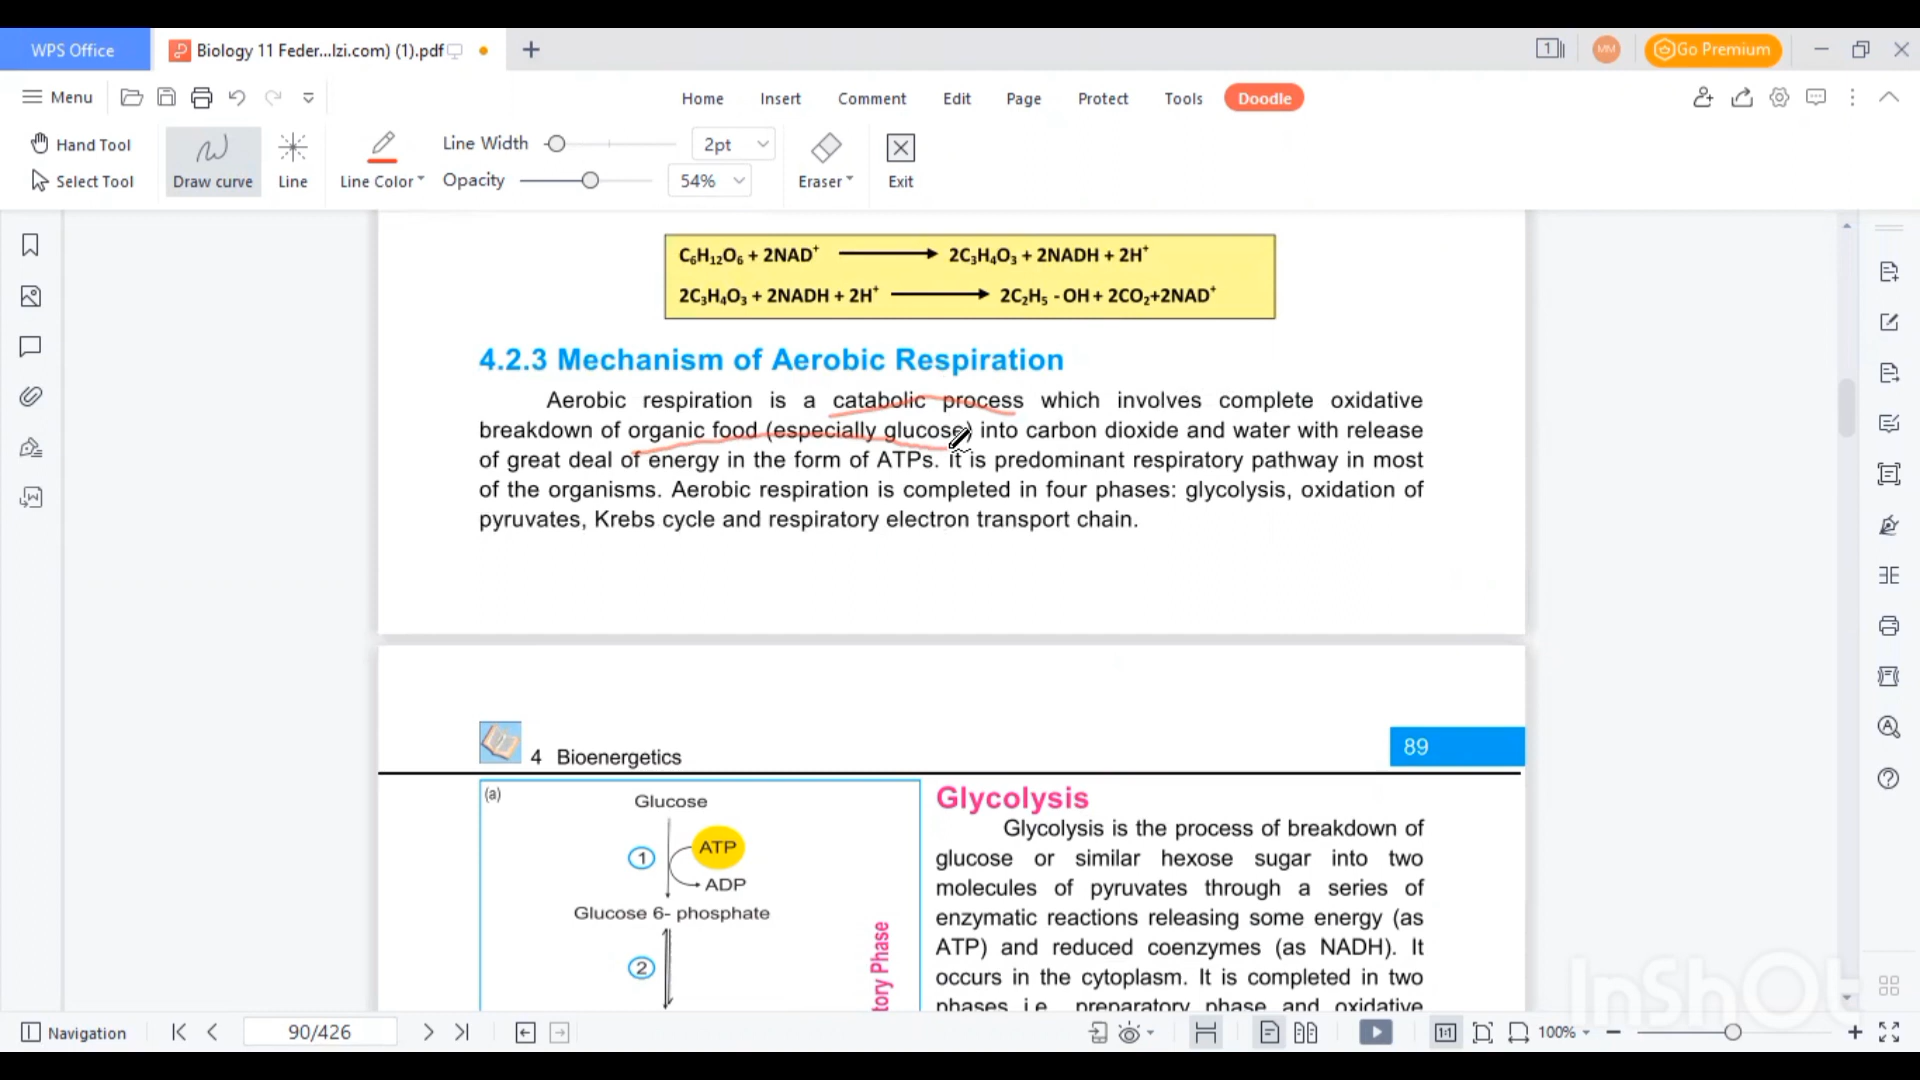 WPS Office
Biology 11 Feder...lzi.com) (1).pdf
1
MM
Go Premium
Menu
Home Insert Comment Edit Page Protect Tools Doodle
Hand Tool
Select Tool
Draw curve
Line
Line Color
Line Width 2pt
Opacity 54%
Eraser
Exit
C6H12O6 + 2NAD+ ⟶ 2C3H4O3 + 2NADH + 2H+
2C3H4O3 + 2NADH + 2H+ ⟶ 2C2H5 - OH + 2CO2+2NAD+
4.2.3 Mechanism of Aerobic Respiration
Aerobic respiration is a catabolic process which involves complete oxidative
breakdown of organic food (especially glucose) into carbon dioxide and water with release
of great deal of energy in the form of ATPs. It is predominant respiratory pathway in most
of the organisms. Aerobic respiration is completed in four phases: glycolysis, oxidation of
pyruvates, Krebs cycle and respiratory electron transport chain.
4 Bioenergetics
89
(a)
Glucose
1
ATP
ADP
Glucose 6- phosphate
2
tory Phase
Glycolysis
Glycolysis is the process of breakdown of
glucose or similar hexose sugar into two
molecules of pyruvates through a series of
enzymatic reactions releasing some energy (as
ATP) and reduced coenzymes (as NADH). It
occurs in the cytoplasm. It is completed in two
phases i.e., preparatory phase and oxidative
InShOt
Navigation
90/426
1:1
100%